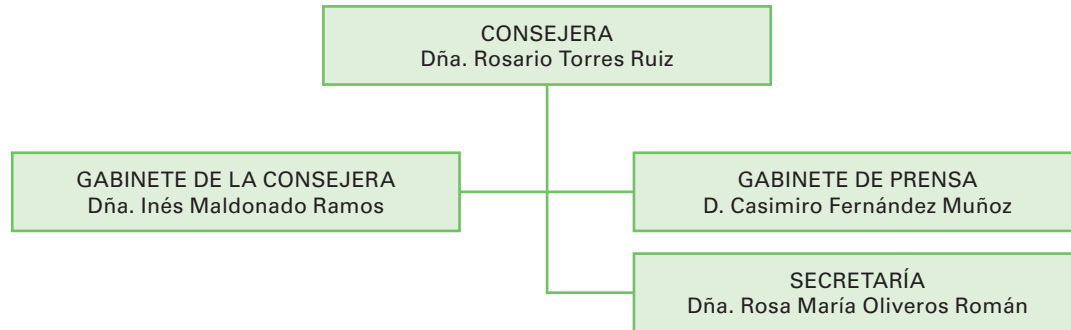 CONSEJERA
Dña. Rosario Torres Ruiz
GABINETE DE LA CONSEJERA
Dña. Inés Maldonado Ramos
GABINETE DE PRENSA
D. Casimiro Fernández Muñoz
SECRETARÍA
Dña. Rosa María Oliveros Román